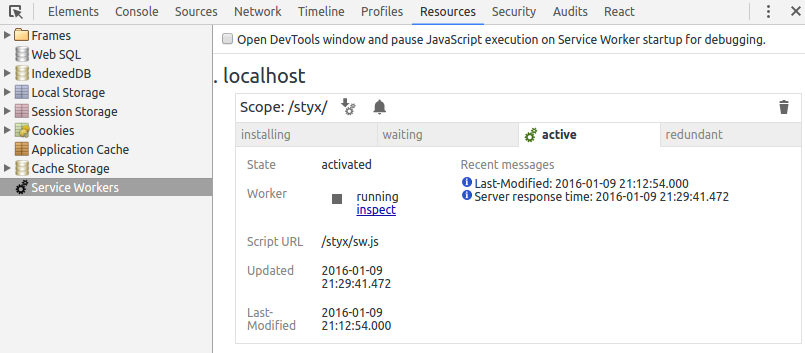 Elements Console Sources Network Timeline Profiles Resources Security Audits React
Frames
Web SQL
IndexedDB
Local Storage
Session Storage
Cookies
Application Cache
Cache Storage
Service Workers
Open DevTools window and pause JavaScript execution on Service Worker startup for debugging.
. localhost
Scope: /styx/
installing waiting active redundant
State activated
Worker running
inspect
Script URL /styx/sw.js
Updated 2016-01-09
21:29:41.472
Last- 2016-01-09
Modified 21:12:54.000
Recent messages
Last-Modified: 2016-01-09 21:12:54.000
Server response time: 2016-01-09 21:29:41.472